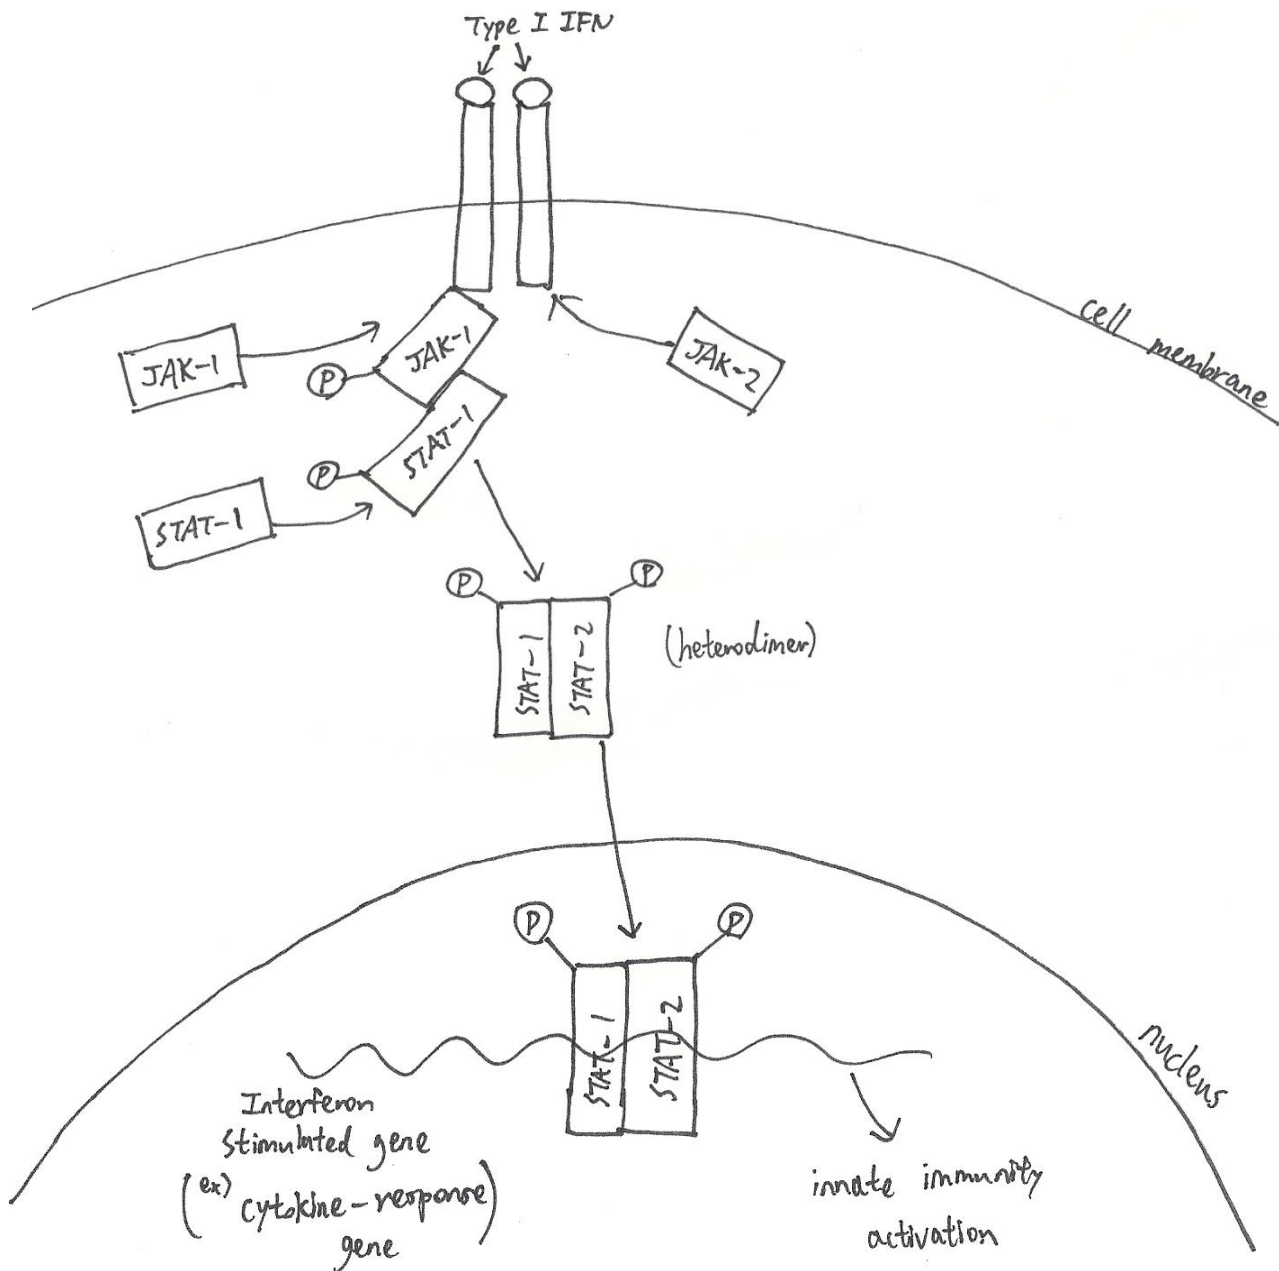 Type I IFN
cell membrane
JAK-1
JAK-1
P
JAK-2
STAT-1
P
STAT-1
P
P
STAT-1
STAT-2
(heterodimer)
P
P
STAT-1
STAT-2
nucleus
Interferon
stimulated gene
(ex) cytokine-response
gene)
innate immunity
activation